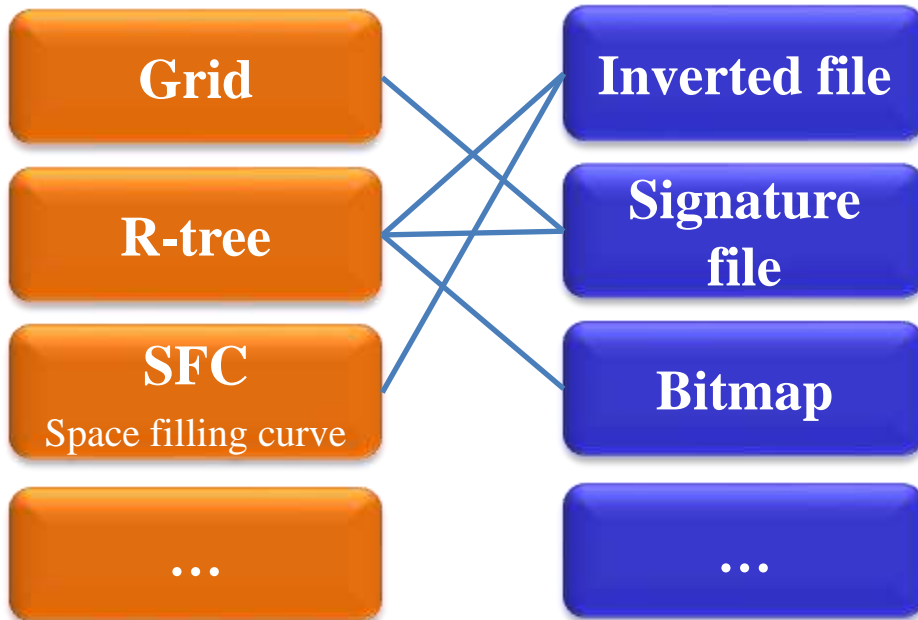 Grid
R-tree
SFC
Space filling curve
…
Inverted file
Signature
file
Bitmap
…